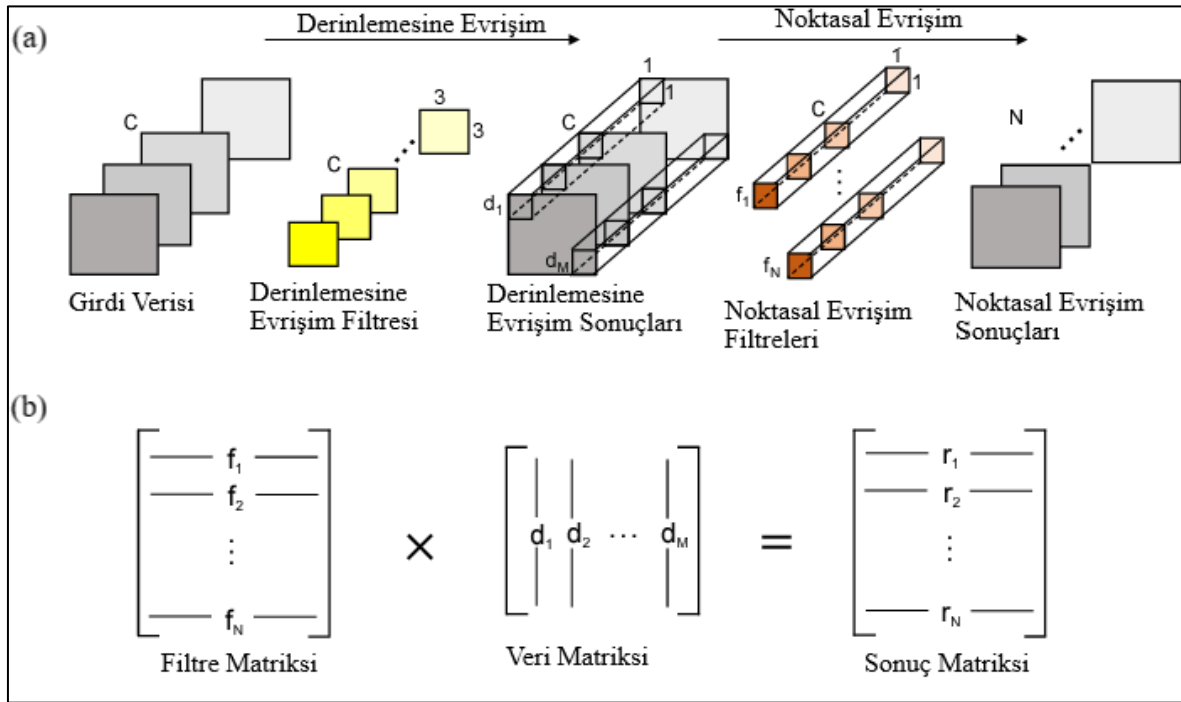 (a)
Derinlemesine Evrişim
Noktasal Evrişim
C
C
3
3
1
1
C
d1
dM
C
1
1
f1
⋮
fN
N
Girdi Verisi
Derinlemesine
Evrişim Filtresi
Derinlemesine
Evrişim Sonuçları
Noktasal Evrişim
Filtreleri
Noktasal Evrişim
Sonuçları
(b)
f1
f2
⋮
fN
Filtre Matriksi
×
d1 d2 ⋯ dM
Veri Matriksi
=
r1
r2
⋮
rN
Sonuç Matriksi